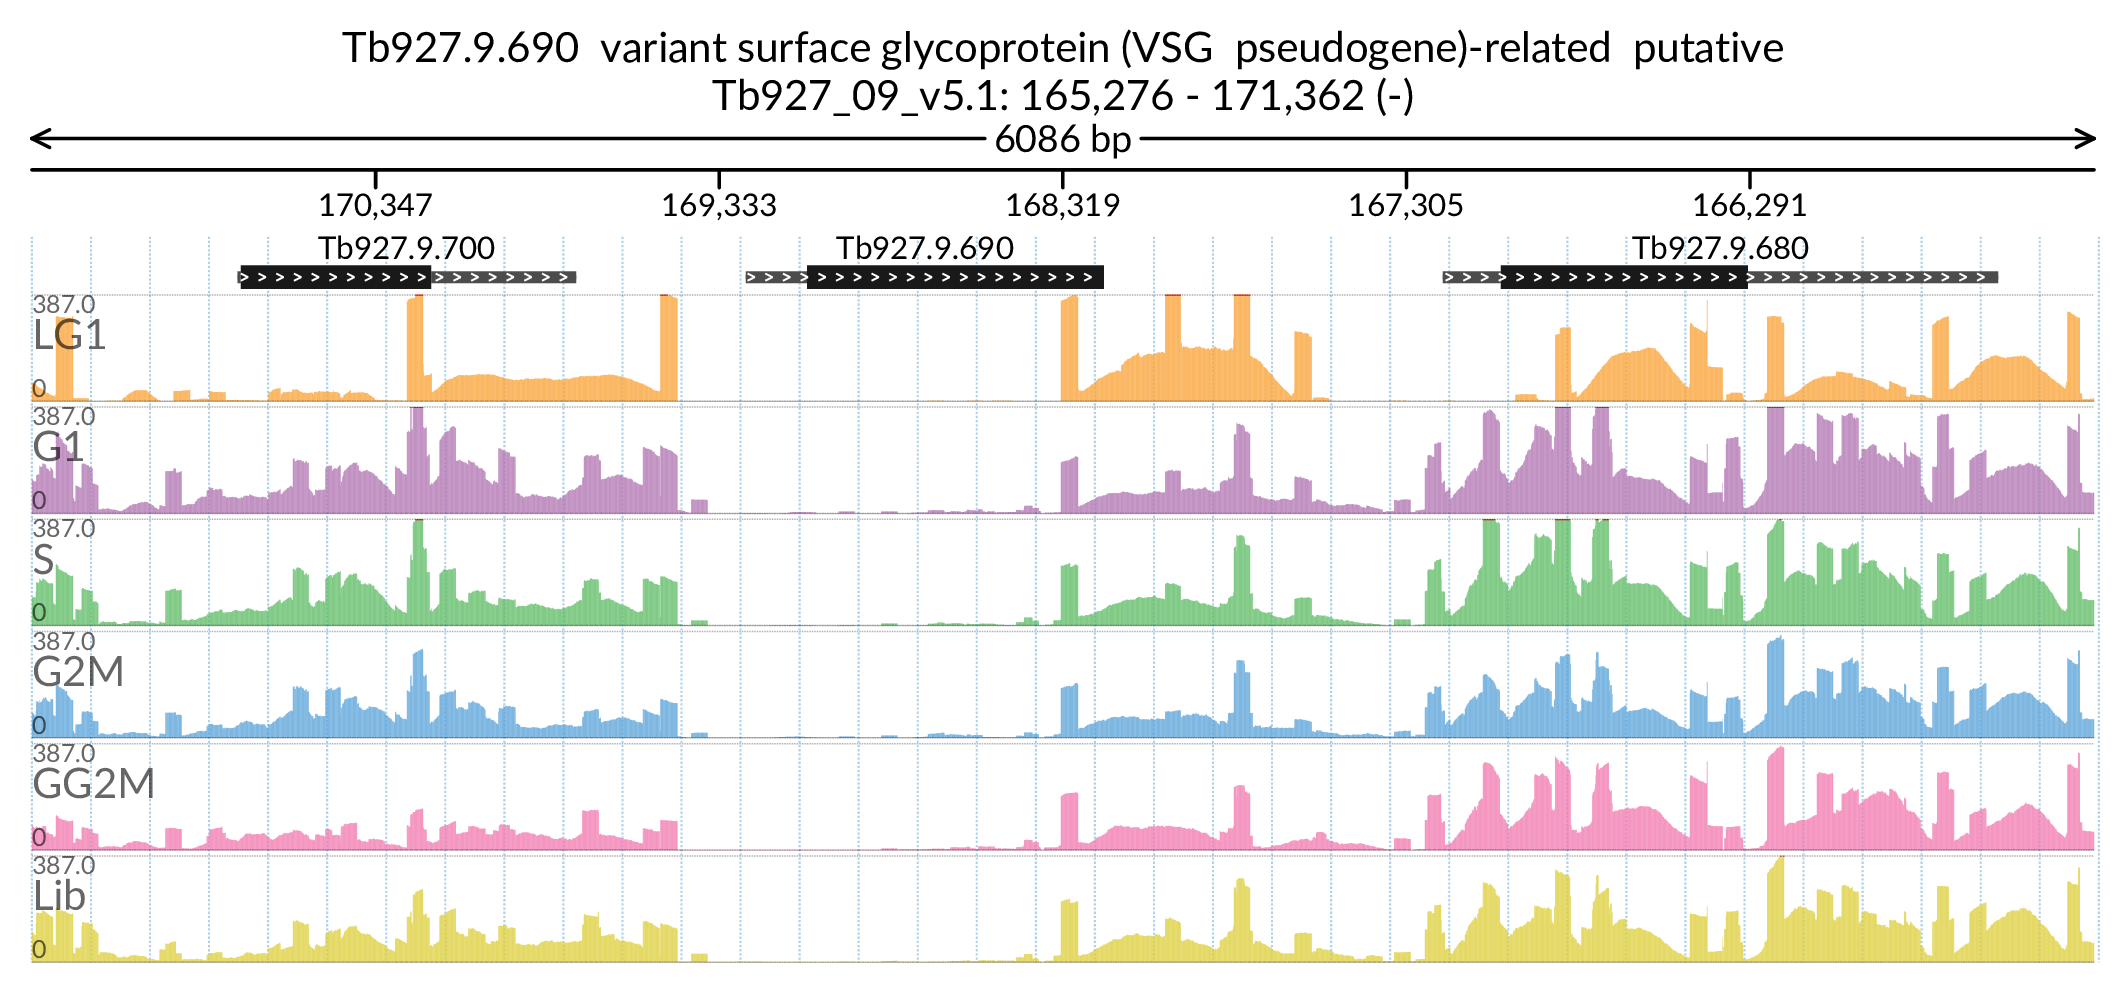 Tb927.9.690  variant surface glycoprotein (VSG  pseudogene)-related  putative
Tb927_09_v5.1: 165,276 - 171,362 (-)
6086 bp
170,347 169,333 168,319 167,305 166,291
Tb927.9.700 Tb927.9.690 Tb927.9.680
387.0
LG1
0
387.0
G1
0
387.0
S
0
387.0
G2M
0
387.0
GG2M
0
387.0
Lib
0